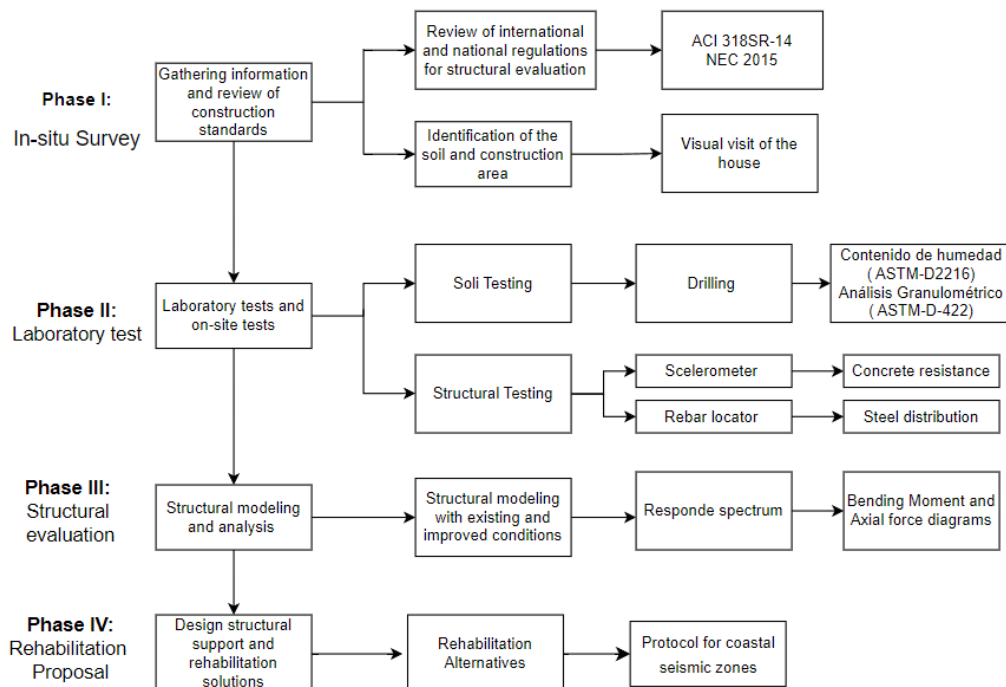 Phase I:
In-situ Survey
Gathering information
and review of
construction
standards
Review of international
and national regulations
for structural evaluation
ACI 318SR-14
NEC 2015
Identification of the
soil and construction
area
Visual visit of the
house
Phase II:
Laboratory test
Laboratory tests and
on-site tests
Soli Testing
Drilling
Contenido de humedad
( ASTM-D2216)
Análisis Granulométrico
( ASTM-D-422)
Structural Testing
Scelerometer
Concrete resistance
Rebar locator
Steel distribution
Phase III:
Structural
evaluation
Structural modeling
and analysis
Structural modeling
with existing and
improved conditions
Responde spectrum
Bending Moment and
Axial force diagrams
Phase IV:
Rehabilitation
Proposal
Design structural
support and
rehabilitation
solutions
Rehabilitation
Alternatives
Protocol for coastal
seismic zones